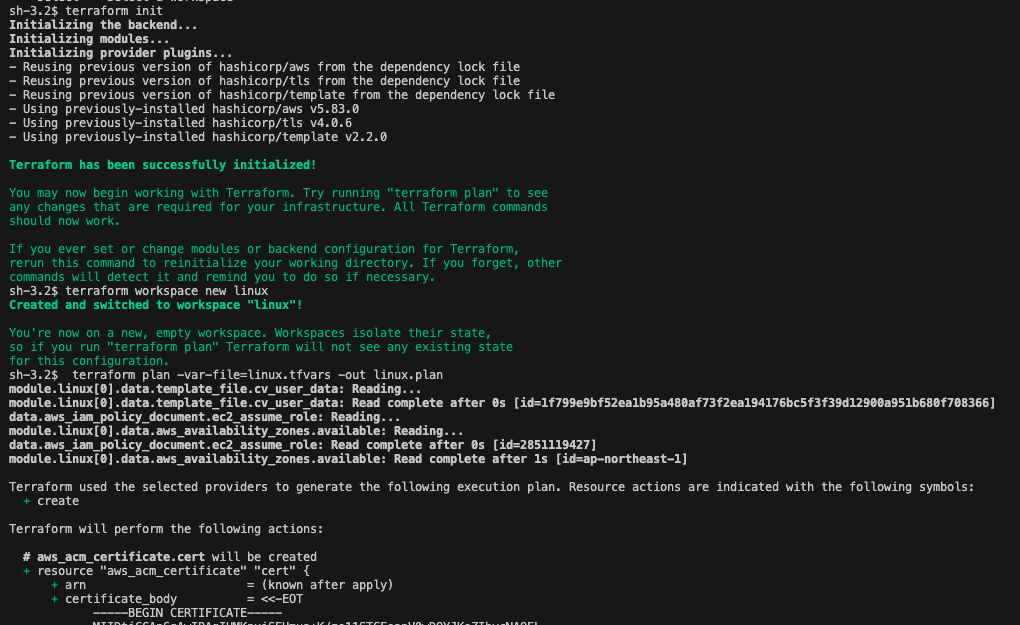 sh-3.2$ terraform init
Initializing the backend...
Initializing modules...
Initializing provider plugins...
- Reusing previous version of hashicorp/aws from the dependency lock file
- Reusing previous version of hashicorp/tls from the dependency lock file
- Reusing previous version of hashicorp/template from the dependency lock file
- Using previously-installed hashicorp/aws v5.83.0
- Using previously-installed hashicorp/tls v4.0.6
- Using previously-installed hashicorp/template v2.2.0
Terraform has been successfully initialized!
You may now begin working with Terraform. Try running "terraform plan" to see
any changes that are required for your infrastructure. All Terraform commands
should now work.
If you ever set or change modules or backend configuration for Terraform,
rerun this command to reinitialize your working directory. If you forget, other
commands will detect it and remind you to do so if necessary.
sh-3.2$ terraform workspace new linux
Created and switched to workspace "linux"!
You're now on a new, empty workspace. Workspaces isolate their state,
so if you run "terraform plan" Terraform will not see any existing state
for this configuration.
sh-3.2$  terraform plan -var-file=linux.tfvars -out linux.plan
module.linux[0].data.template_file.cv_user_data: Reading...
module.linux[0].data.template_file.cv_user_data: Read complete after 0s [id=1f799e9bf52ea1b95a480af73f2ea194176bc5f3f39d12900a951b680f708366]
data.aws_iam_policy_document.ec2_assume_role: Reading...
module.linux[0].data.aws_availability_zones.available: Reading...
data.aws_iam_policy_document.ec2_assume_role: Read complete after 0s [id=2851119427]
module.linux[0].data.aws_availability_zones.available: Read complete after 1s [id=ap-northeast-1]
Terraform used the selected providers to generate the following execution plan. Resource actions are indicated with the following symbols:
+ create
Terraform will perform the following actions:
# aws_acm_certificate.cert will be created
+ resource "aws_acm_certificate" "cert" {
+ arn = (known after apply)
+ certificate_body = <<-EOT
-----BEGIN CERTIFICATE-----